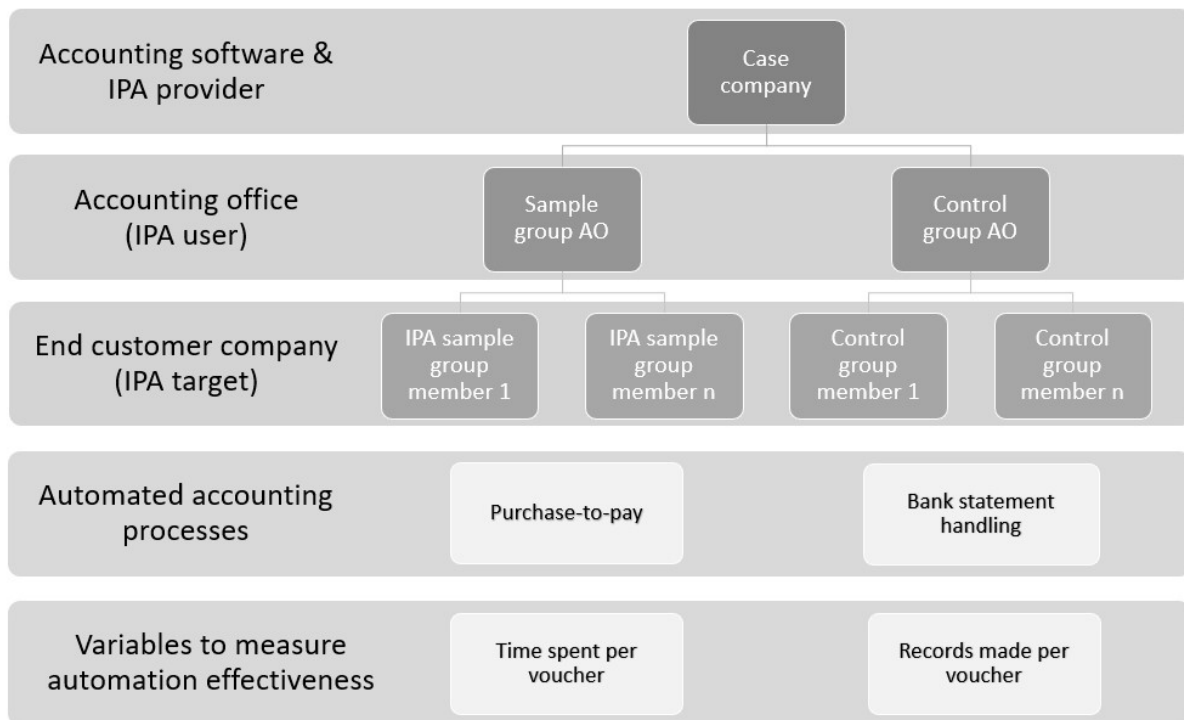 Accounting software &
IPA provider
Case
company
Accounting office
(IPA user)
Sample
group AO
Control
group AO
End customer company
(IPA target)
IPA sample
group
member 1
IPA sample
group
member n
Control
group
member 1
Control
group
member n
Automated accounting
processes
Purchase-to-pay
Bank statement
handling
Variables to measure
automation effectiveness
Time spent per
voucher
Records made per
voucher